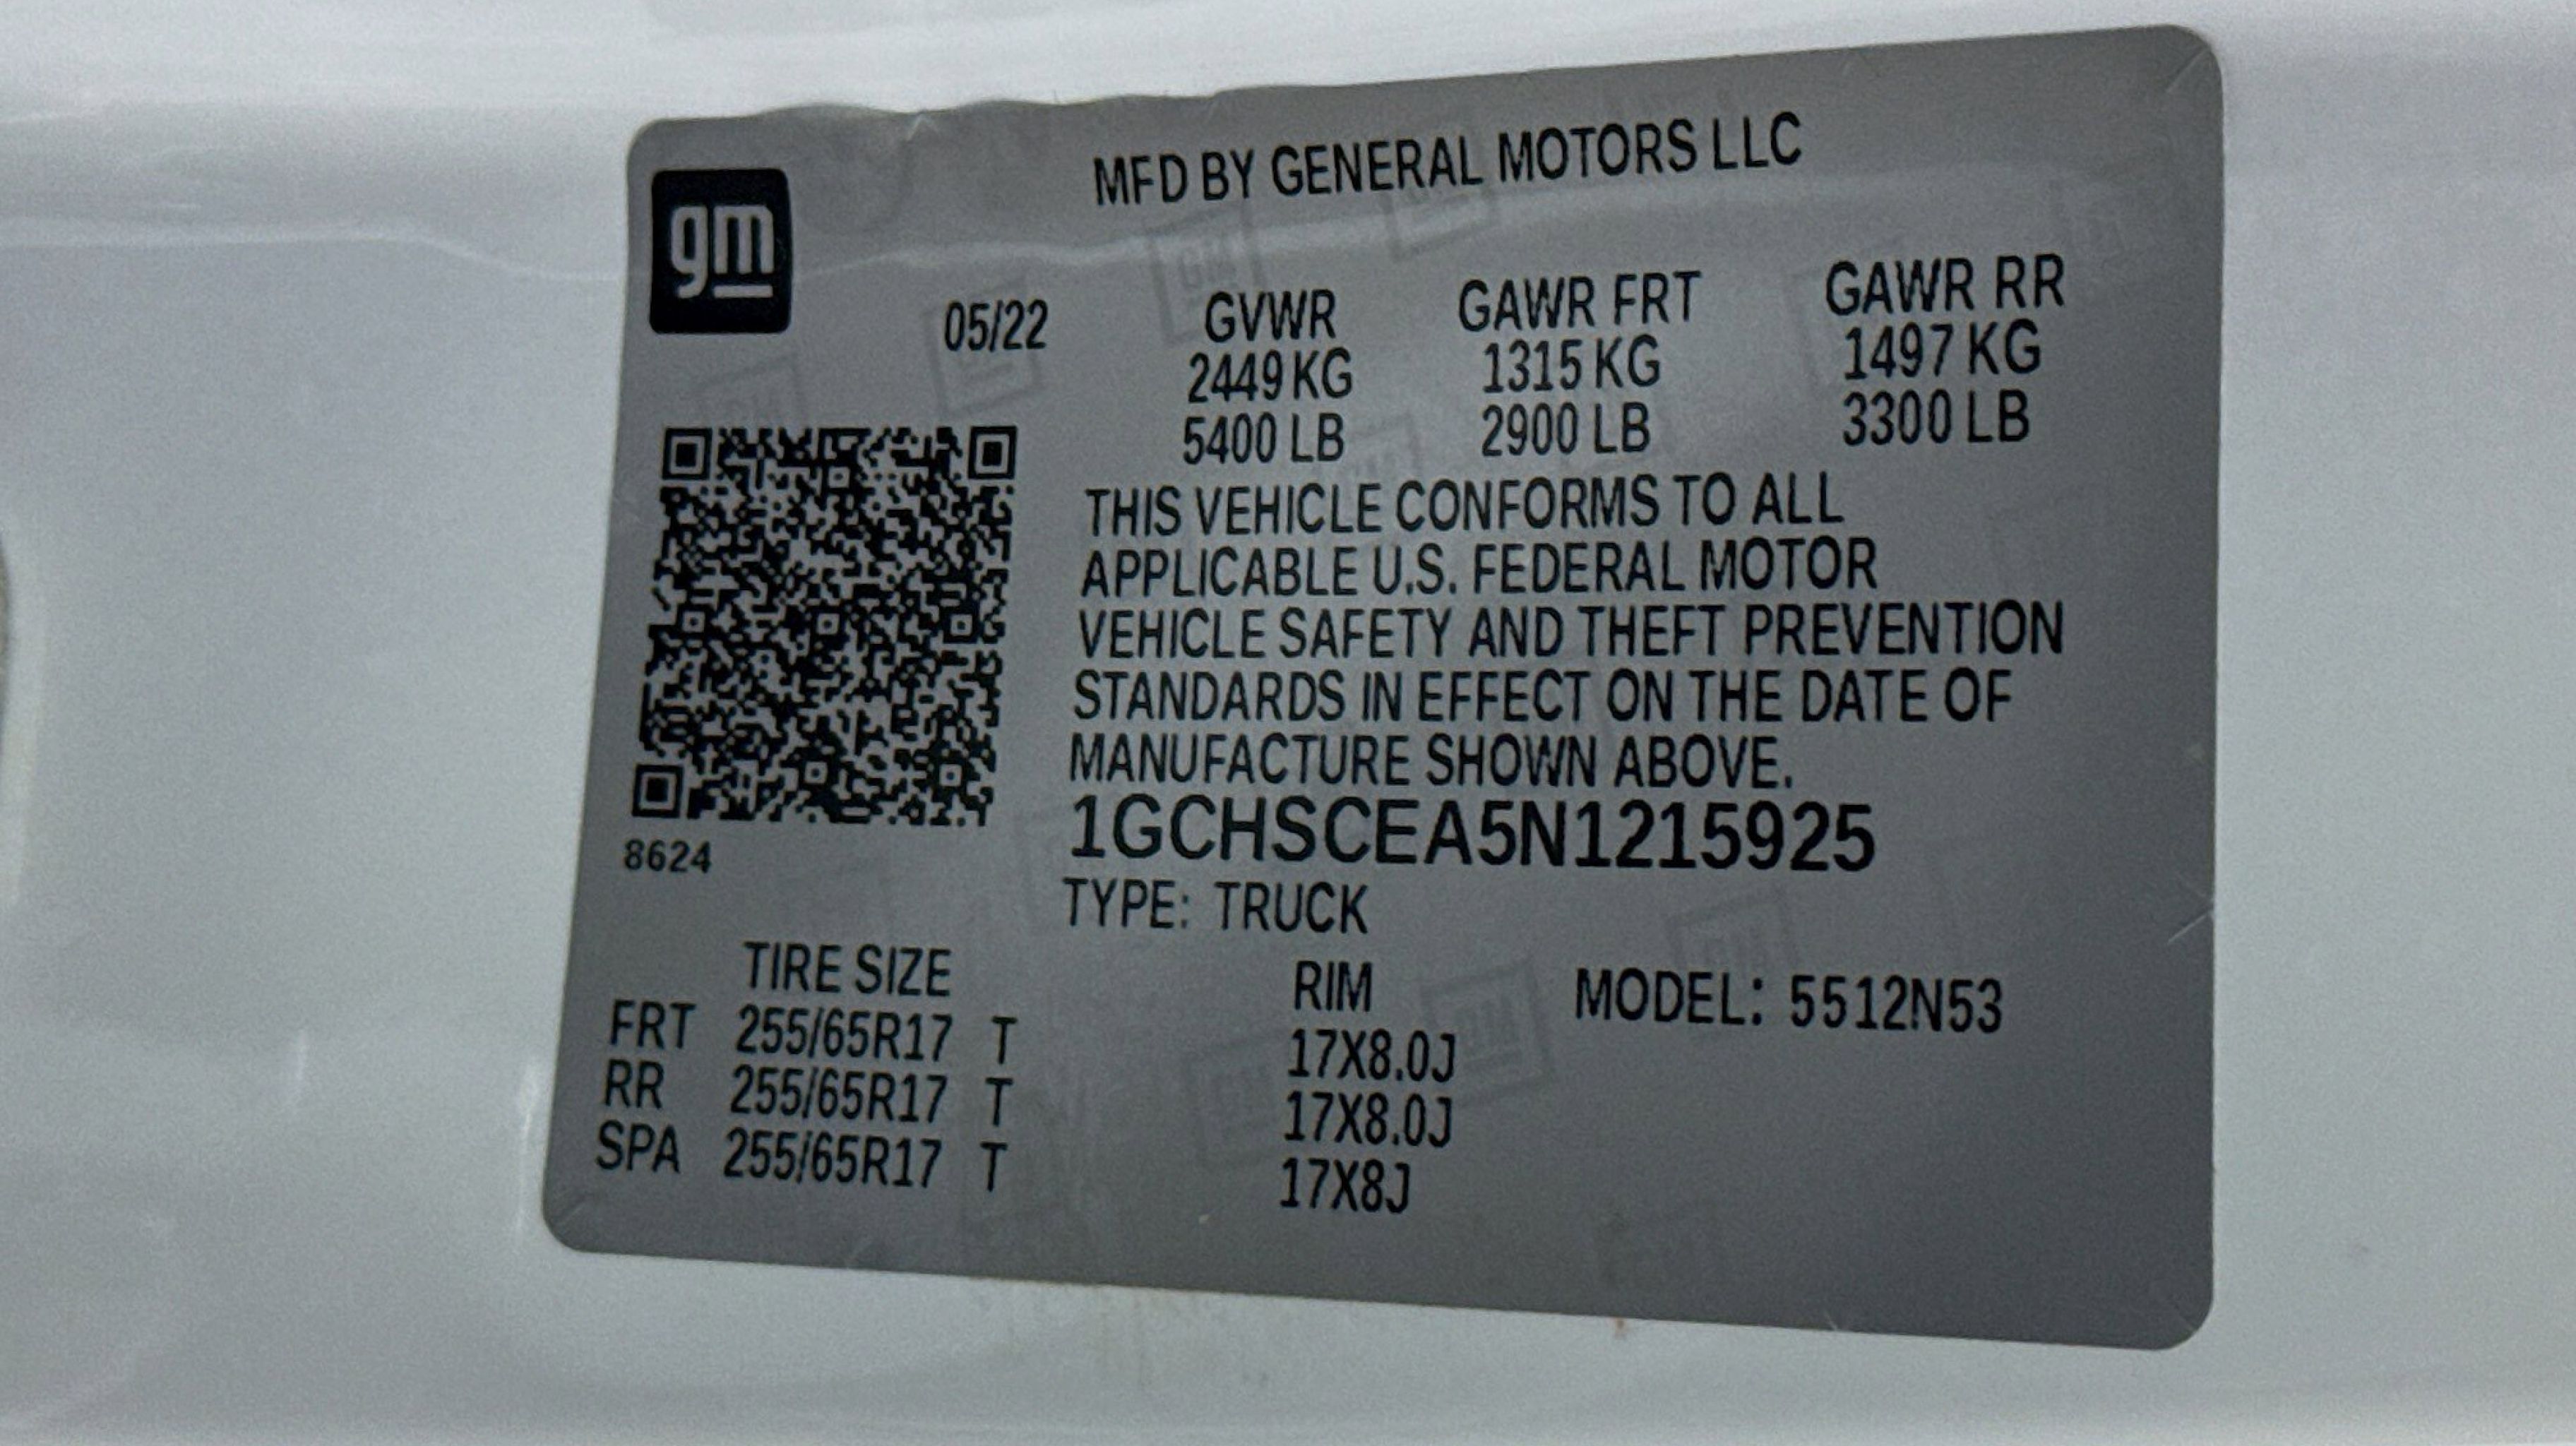 MFD BY GENERAL MOTORS LLC
gm
05/22 GVWR GAWR FRT GAWR RR
2449 KG 1315 KG 1497 KG
5400 LB 2900 LB 3300 LB
THIS VEHICLE CONFORMS TO ALL
APPLICABLE U.S. FEDERAL MOTOR
VEHICLE SAFETY AND THEFT PREVENTION
STANDARDS IN EFFECT ON THE DATE OF
MANUFACTURE SHOWN ABOVE.
1GCHSCEA5N1215925
8624
TYPE: TRUCK
TIRE SIZE RIM MODEL: 5512N53
FRT 255/65R17 T 17X8.0J
RR 255/65R17 T 17X8.0J
SPA 255/65R17 T 17X8J